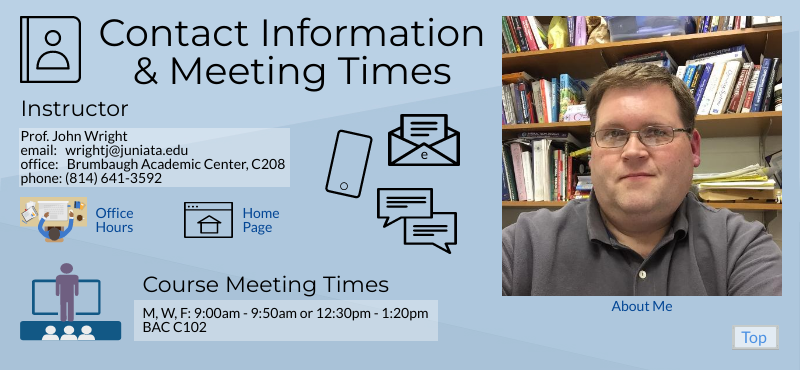 Contact Information
& Meeting Times
Instructor
Prof. John Wright
email: wrightj@juniata.edu
office: Brumbaugh Academic Center, C208
phone: (814) 641-3592
e
Office
Hours
Home
Page
Course Meeting Times
M, W, F: 9:00am - 9:50am or 12:30pm - 1:20pm
BAC C102
About Me
Top